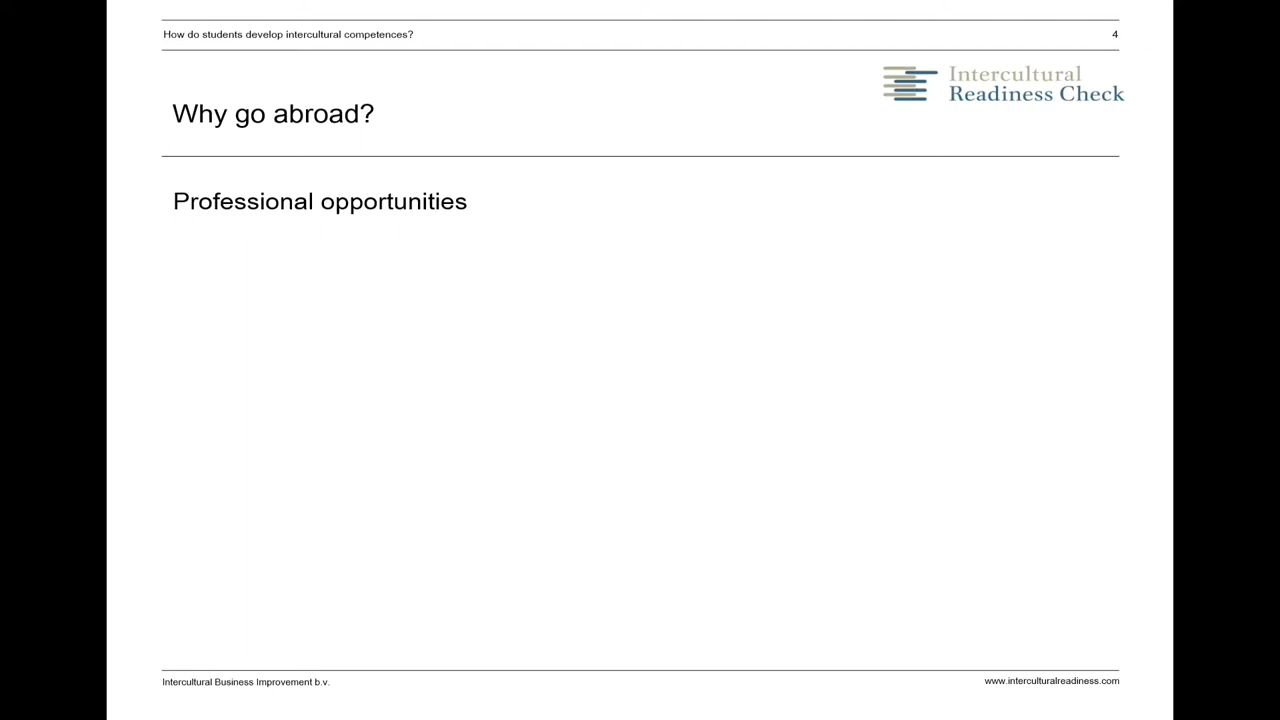 How do students develop intercultural competences?
4
Intercultural
Readiness Check
Why go abroad?
Professional opportunities
Intercultural Business Improvement b.v.
www.interculturalreadiness.com